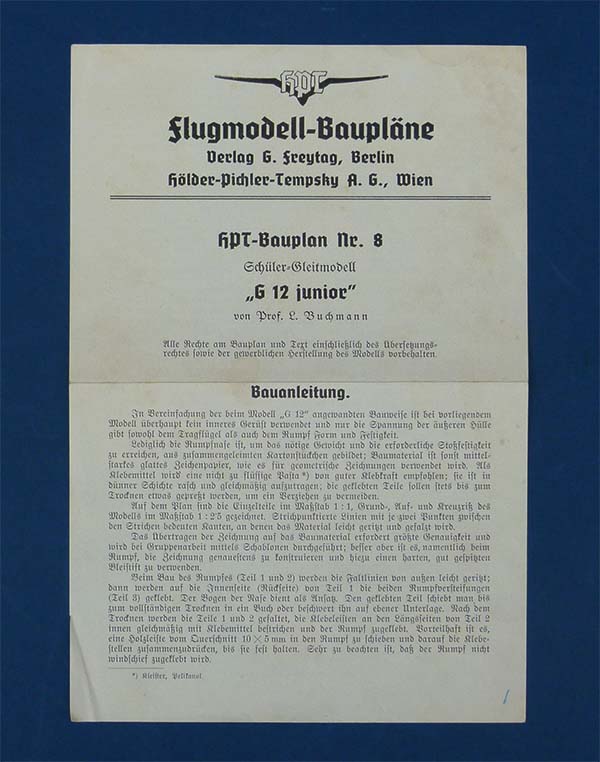 HPT
Flugmodell-Baupläne
Verlag G. Freytag, Berlin
Hölder-Pichler-Tempsky A. G., Wien
HPT-Bauplan Nr. 8
Schüler-Gleitmodell
„G 12 junior"
von Prof. L. Buchmann
Alle Rechte am Bauplan und Text einschließlich des Übersetzungs-
rechtes sowie der gewerblichen Herstellung des Modells vorbehalten.
Bauanleitung.
In Vereinfachung der beim Modell „G 12" angewandten Bauweise ist bei vorliegendem
Modell überhaupt kein inneres Gerüst verwendet und nur die Spannung der äußeren Hülle
gibt sowohl dem Tragflügel als auch dem Rumpf Form und Festigkeit.
Lediglich die Rumpfnase ist, um das nötige Gewicht und die erforderliche Stoßfestigkeit
zu erreichen, aus zusammengeleimten Kartonstückchen gebildet; Baumaterial ist sonst mittel-
starkes glattes Zeichenpapier, wie es für geometrische Zeichnungen verwendet wird. Als
Klebemittel wird eine nicht zu flüssige Pasta*) von guter Klebkraft empfohlen; sie ist in
dünner Schichte rasch und gleichmäßig aufzutragen; die geklebten Teile sollen stets bis zum
Trocknen etwas gepreßt werden, um ein Verziehen zu vermeiden.
Auf dem Plan sind die Einzelteile im Maßstab 1 : 1, Grund-, Auf- und Kreuzriß des
Modells im Maßstab 1 : 2·5 gezeichnet. Strichpunktierte Linien mit je zwei Punkten zwischen
den Strichen bedeuten Kanten, an denen das Material leicht geritzt und gefalzt wird.
Das Übertragen der Zeichnung auf das Baumaterial erfordert größte Genauigkeit und
wird bei Gruppenarbeit mittels Schablonen durchgeführt; besser aber ist es, namentlich beim
Rumpf, die Zeichnung genauestens zu konstruieren und hiezu einen harten, gut gespitzten
Bleistift zu verwenden.
Beim Bau des Rumpfes (Teil 1 und 2) werden die Faltlinien von außen leicht geritzt;
dann werden auf die Innenseite (Rückseite) von Teil 1 die beiden Rumpfversteifungen
(Teil 3) geklebt. Der Bogen der Nase dient als Ansatz. Den geklebten Teil schiebt man bis
zum vollständigen Trocknen in ein Buch oder beschwert ihn auf ebener Unterlage. Nach dem
Trocknen werden die Teile 1 und 2 gefaltet, die Klebeleisten an den Längsseiten von Teil 2
innen gleichmäßig mit Klebemittel bestrichen und der Rumpf zugeklebt. Vorteilhaft ist es,
eine Holzleiste vom Querschnitt 10 × 5 mm in den Rumpf zu schieben und darauf die Klebe-
stellen zusammenzudrücken, bis sie fest halten. Sehr zu beachten ist, daß der Rumpf nicht
windschief zugeklebt wird.
*) Kleister, Pelikanol.